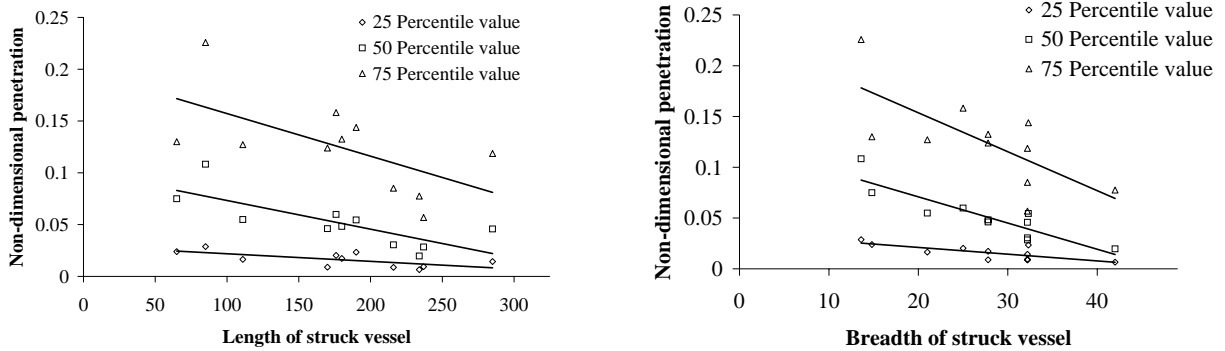 0.25
0.2
0.15
0.1
0.05
0
0 50 100 150 200 250 300
Non-dimensional penetration
Length of struck vessel
25 Percentile value
50 Percentile value
75 Percentile value
0.25
0.2
0.15
0.1
0.05
0
0 10 20 30 40
Non-dimensional penetration
Breadth of struck vessel
25 Percentile value
50 Percentile value
75 Percentile value